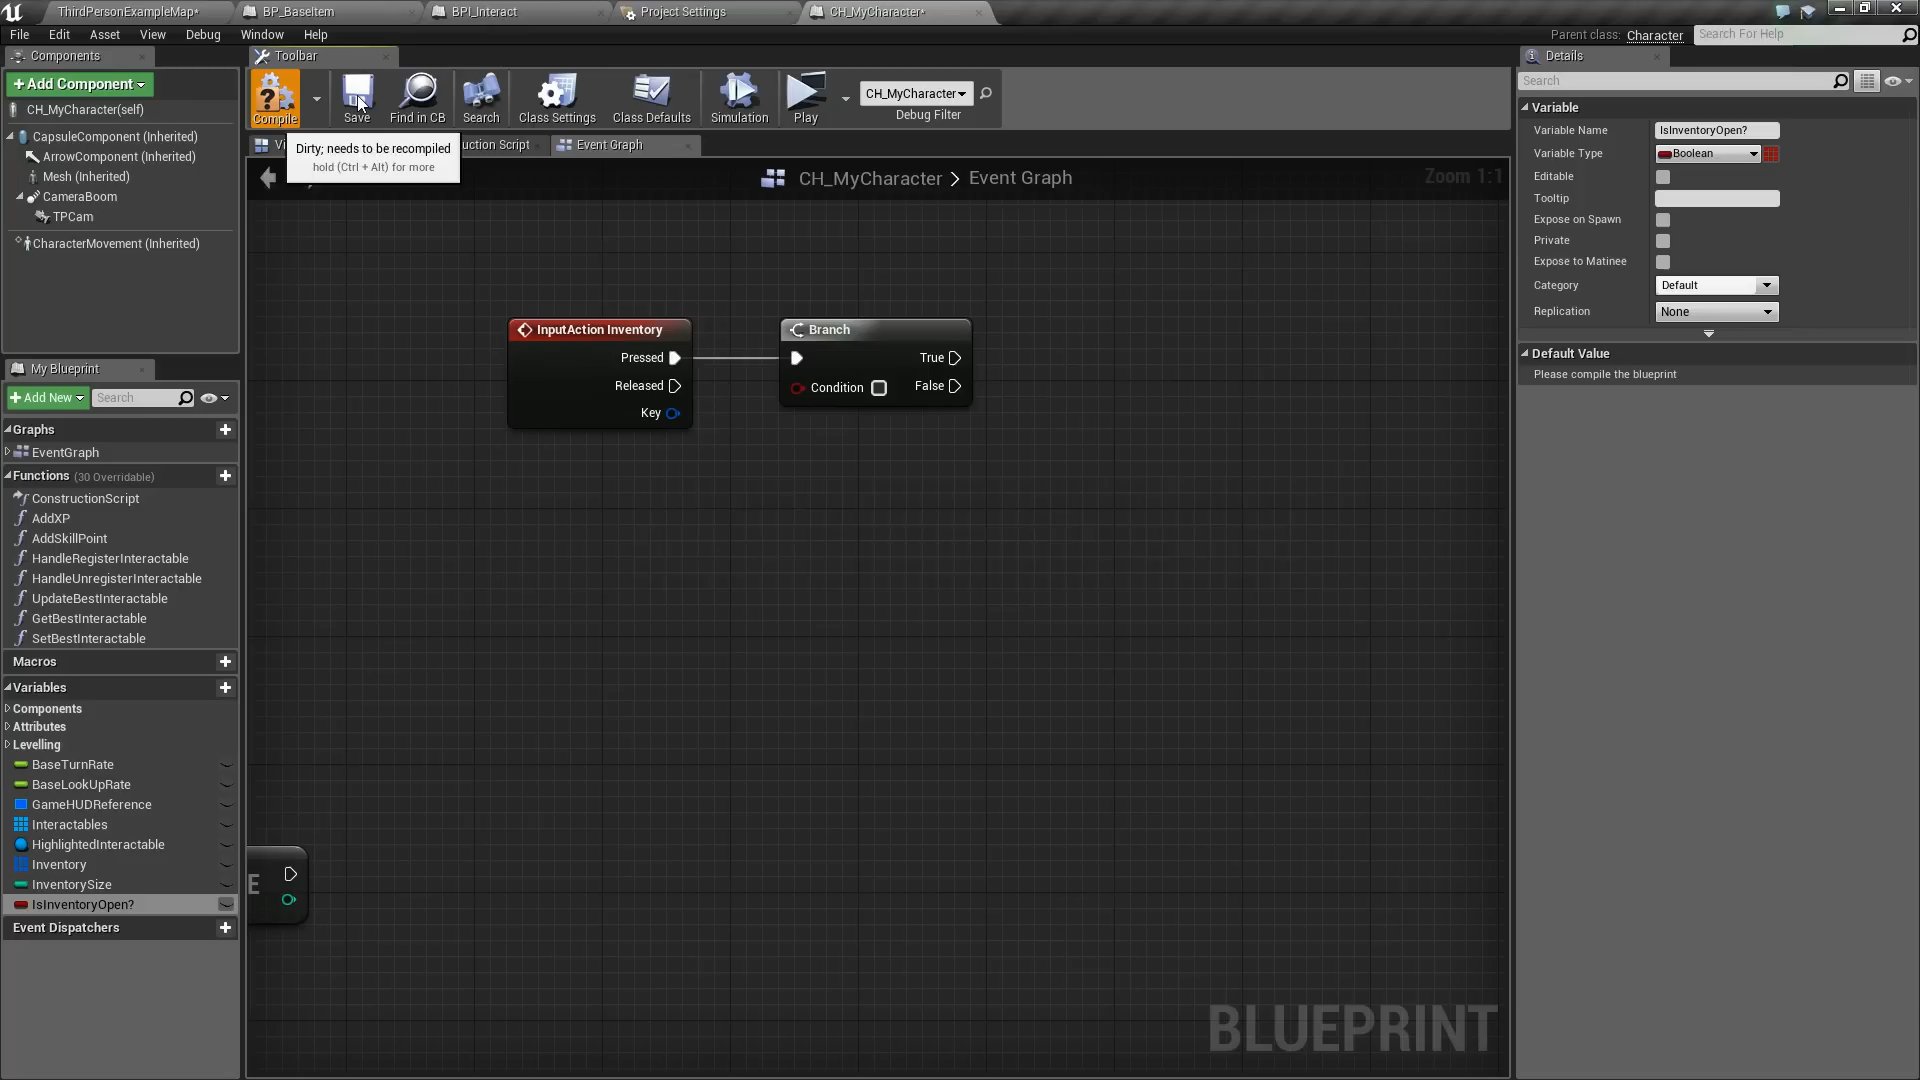 ThirdPersonExampleMap*
BP_BaseItem
BPI_Interact
Project Settings
CH_MyCharacter*
File
Edit
Asset
View
Debug
Window
Help
Parent class:
Character
Search For Help
Components
Toolbar
Details
+ Add Component
CH_MyCharacter(self)
CapsuleComponent (Inherited)
ArrowComponent (Inherited)
Mesh (Inherited)
CameraBoom
TPCam
CharacterMovement (Inherited)
Compile
Save
Find in CB
Search
Class Settings
Class Defaults
Simulation
Play
CH_MyCharacter
Debug Filter
Dirty; needs to be recompiled
hold (Ctrl + Alt) for more
uction Script
Event Graph
CH_MyCharacter > Event Graph
Zoom 1:1
InputAction Inventory
Pressed
Released
Key
Branch
True
Condition
False
E
BLUEPRINT
My Blueprint
+ Add New
Search
Graphs
EventGraph
Functions (30 Overridable)
ConstructionScript
AddXP
AddSkillPoint
HandleRegisterInteractable
HandleUnregisterInteractable
UpdateBestInteractable
GetBestInteractable
SetBestInteractable
Macros
Variables
Components
Attributes
Levelling
BaseTurnRate
BaseLookUpRate
GameHUDReference
Interactables
HighlightedInteractable
Inventory
InventorySize
IsInventoryOpen?
Event Dispatchers
Search
Variable
Variable Name
IsInventoryOpen?
Variable Type
Boolean
Editable
Tooltip
Expose on Spawn
Private
Expose to Matinee
Category
Default
Replication
None
Default Value
Please compile the blueprint